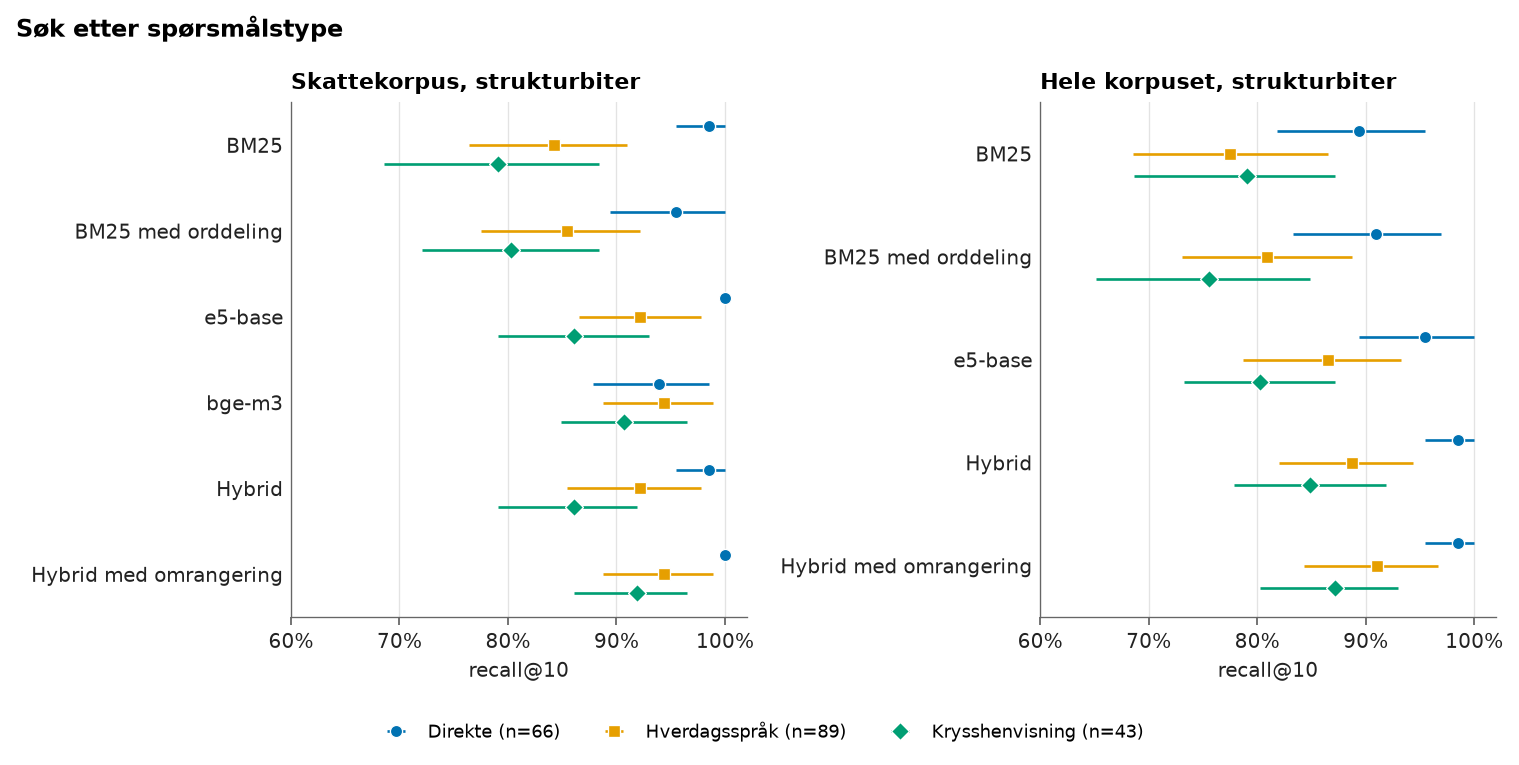 Søk etter spørsmålstype
Skattekorpus, strukturbiter
BM25
BM25 med orddeling
e5-base
bge-m3
Hybrid
Hybrid med omrangering
60% 70% 80% 90% 100%
recall@10
Hele korpuset, strukturbiter
BM25
BM25 med orddeling
e5-base
Hybrid
Hybrid med omrangering
60% 70% 80% 90% 100%
recall@10
Direkte (n=66) Hverdagsspråk (n=89) Krysshenvisning (n=43)